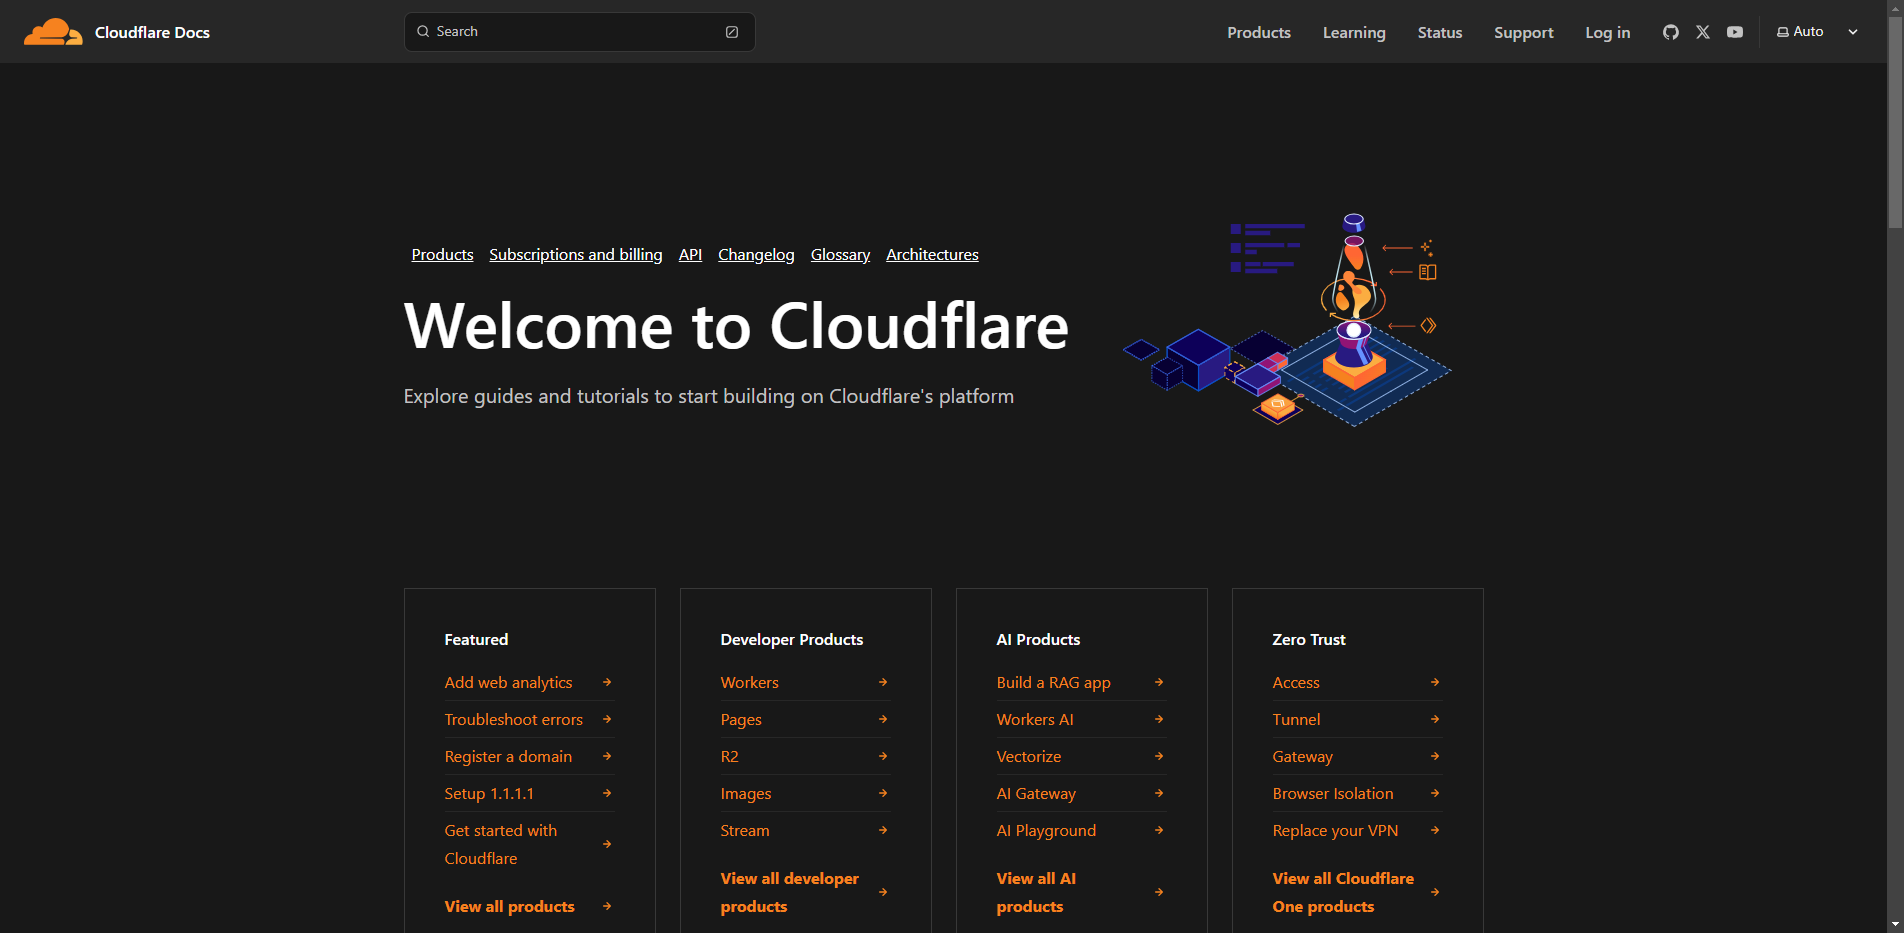 Cloudflare Docs
Search
Products Learning Status Support Log in Auto
Products Subscriptions and billing API Changelog Glossary Architectures
Welcome to Cloudflare
Explore guides and tutorials to start building on Cloudflare's platform
Featured
Add web analytics
Troubleshoot errors
Register a domain
Setup 1.1.1.1
Get started with
Cloudflare
View all products
Developer Products
Workers
Pages
R2
Images
Stream
View all developer
products
AI Products
Build a RAG app
Workers AI
Vectorize
AI Gateway
AI Playground
View all AI
products
Zero Trust
Access
Tunnel
Gateway
Browser Isolation
Replace your VPN
View all Cloudflare
One products